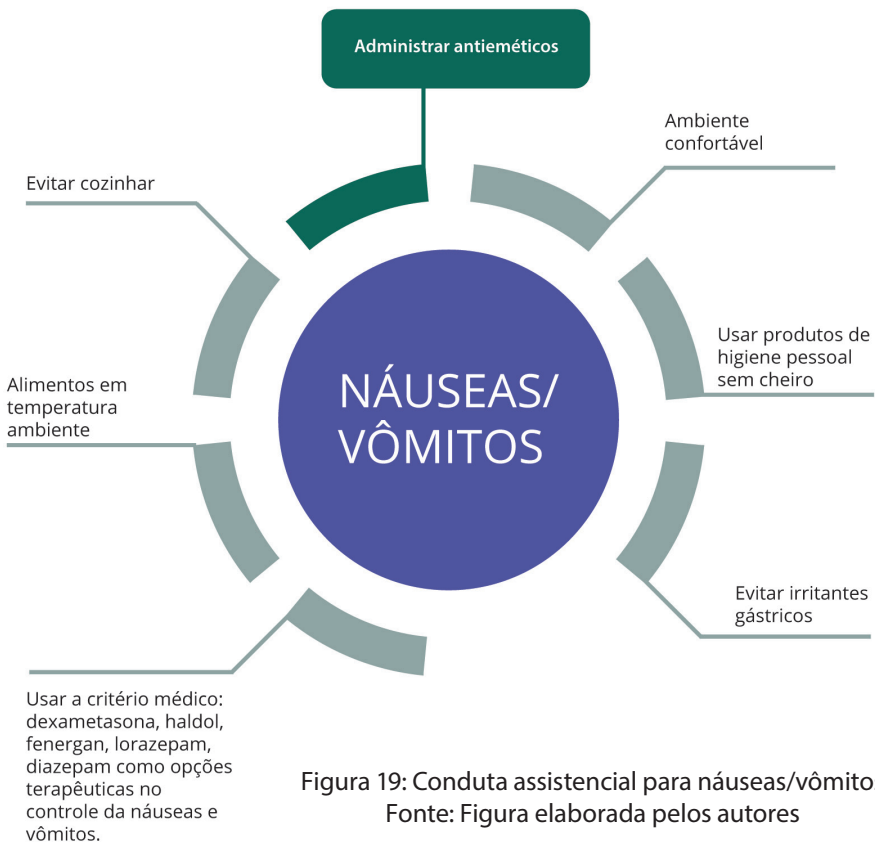 Administrar antieméticos
Ambiente
confortável
Evitar cozinhar
Usar produtos de
higiene pessoal
sem cheiro
Alimentos em
temperatura
ambiente
NÁUSEAS/
VÔMITOS
Evitar irritantes
gástricos
Usar a critério médico:
dexametasona, haldol,
fenergan, lorazepam,
diazepam como opções
terapêuticas no
controle da náuseas e
vômitos.
Figura 19: Conduta assistencial para náuseas/vômitos
Fonte: Figura elaborada pelos autores